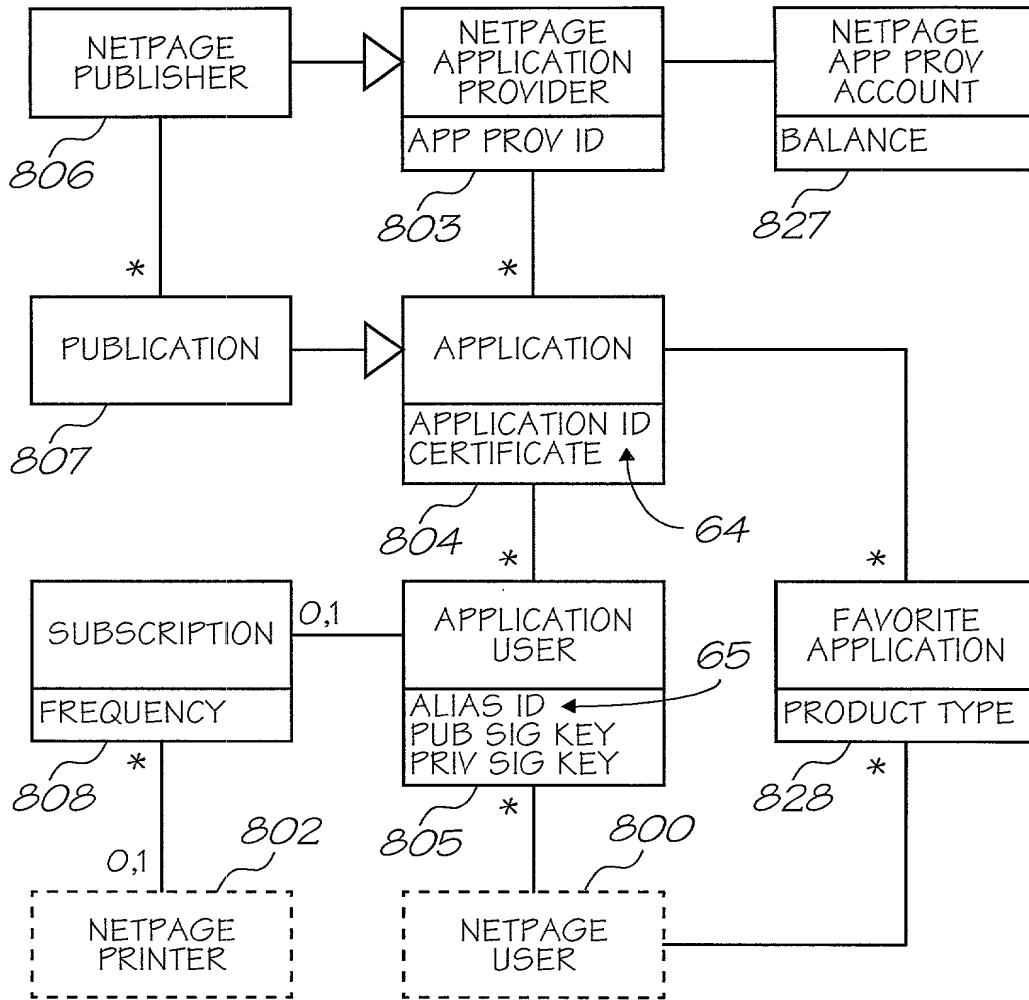 NETPAGE
PUBLISHER
NETPAGE
APPLICATION
PROVIDER
APP PROV ID
NETPAGE
APP PROV
ACCOUNT
BALANCE
806
803
827
*
*
PUBLICATION
APPLICATION
APPLICATION ID
CERTIFICATE
807
804
64
*
*
SUBSCRIPTION
FREQUENCY
0,1
APPLICATION
USER
ALIAS ID
PUB SIG KEY
PRIV SIG KEY
65
FAVORITE
APPLICATION
PRODUCT TYPE
808
*
805
*
828
*
0,1
802
800
NETPAGE
PRINTER
NETPAGE
USER